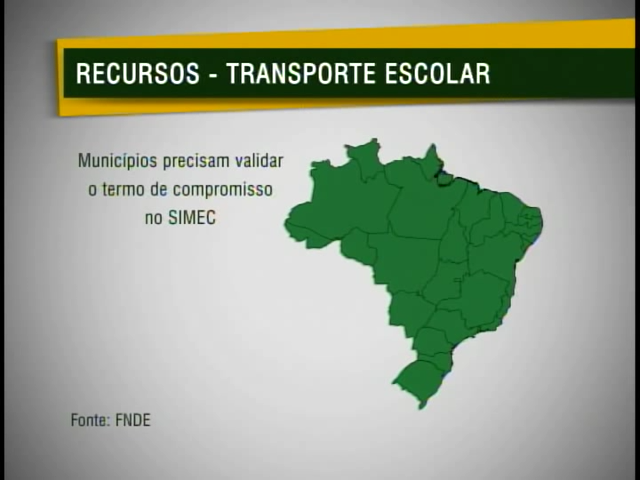 RECURSOS - TRANSPORTE ESCOLAR
Municípios precisam validar
o termo de compromisso
no SIMEC
Fonte: FNDE